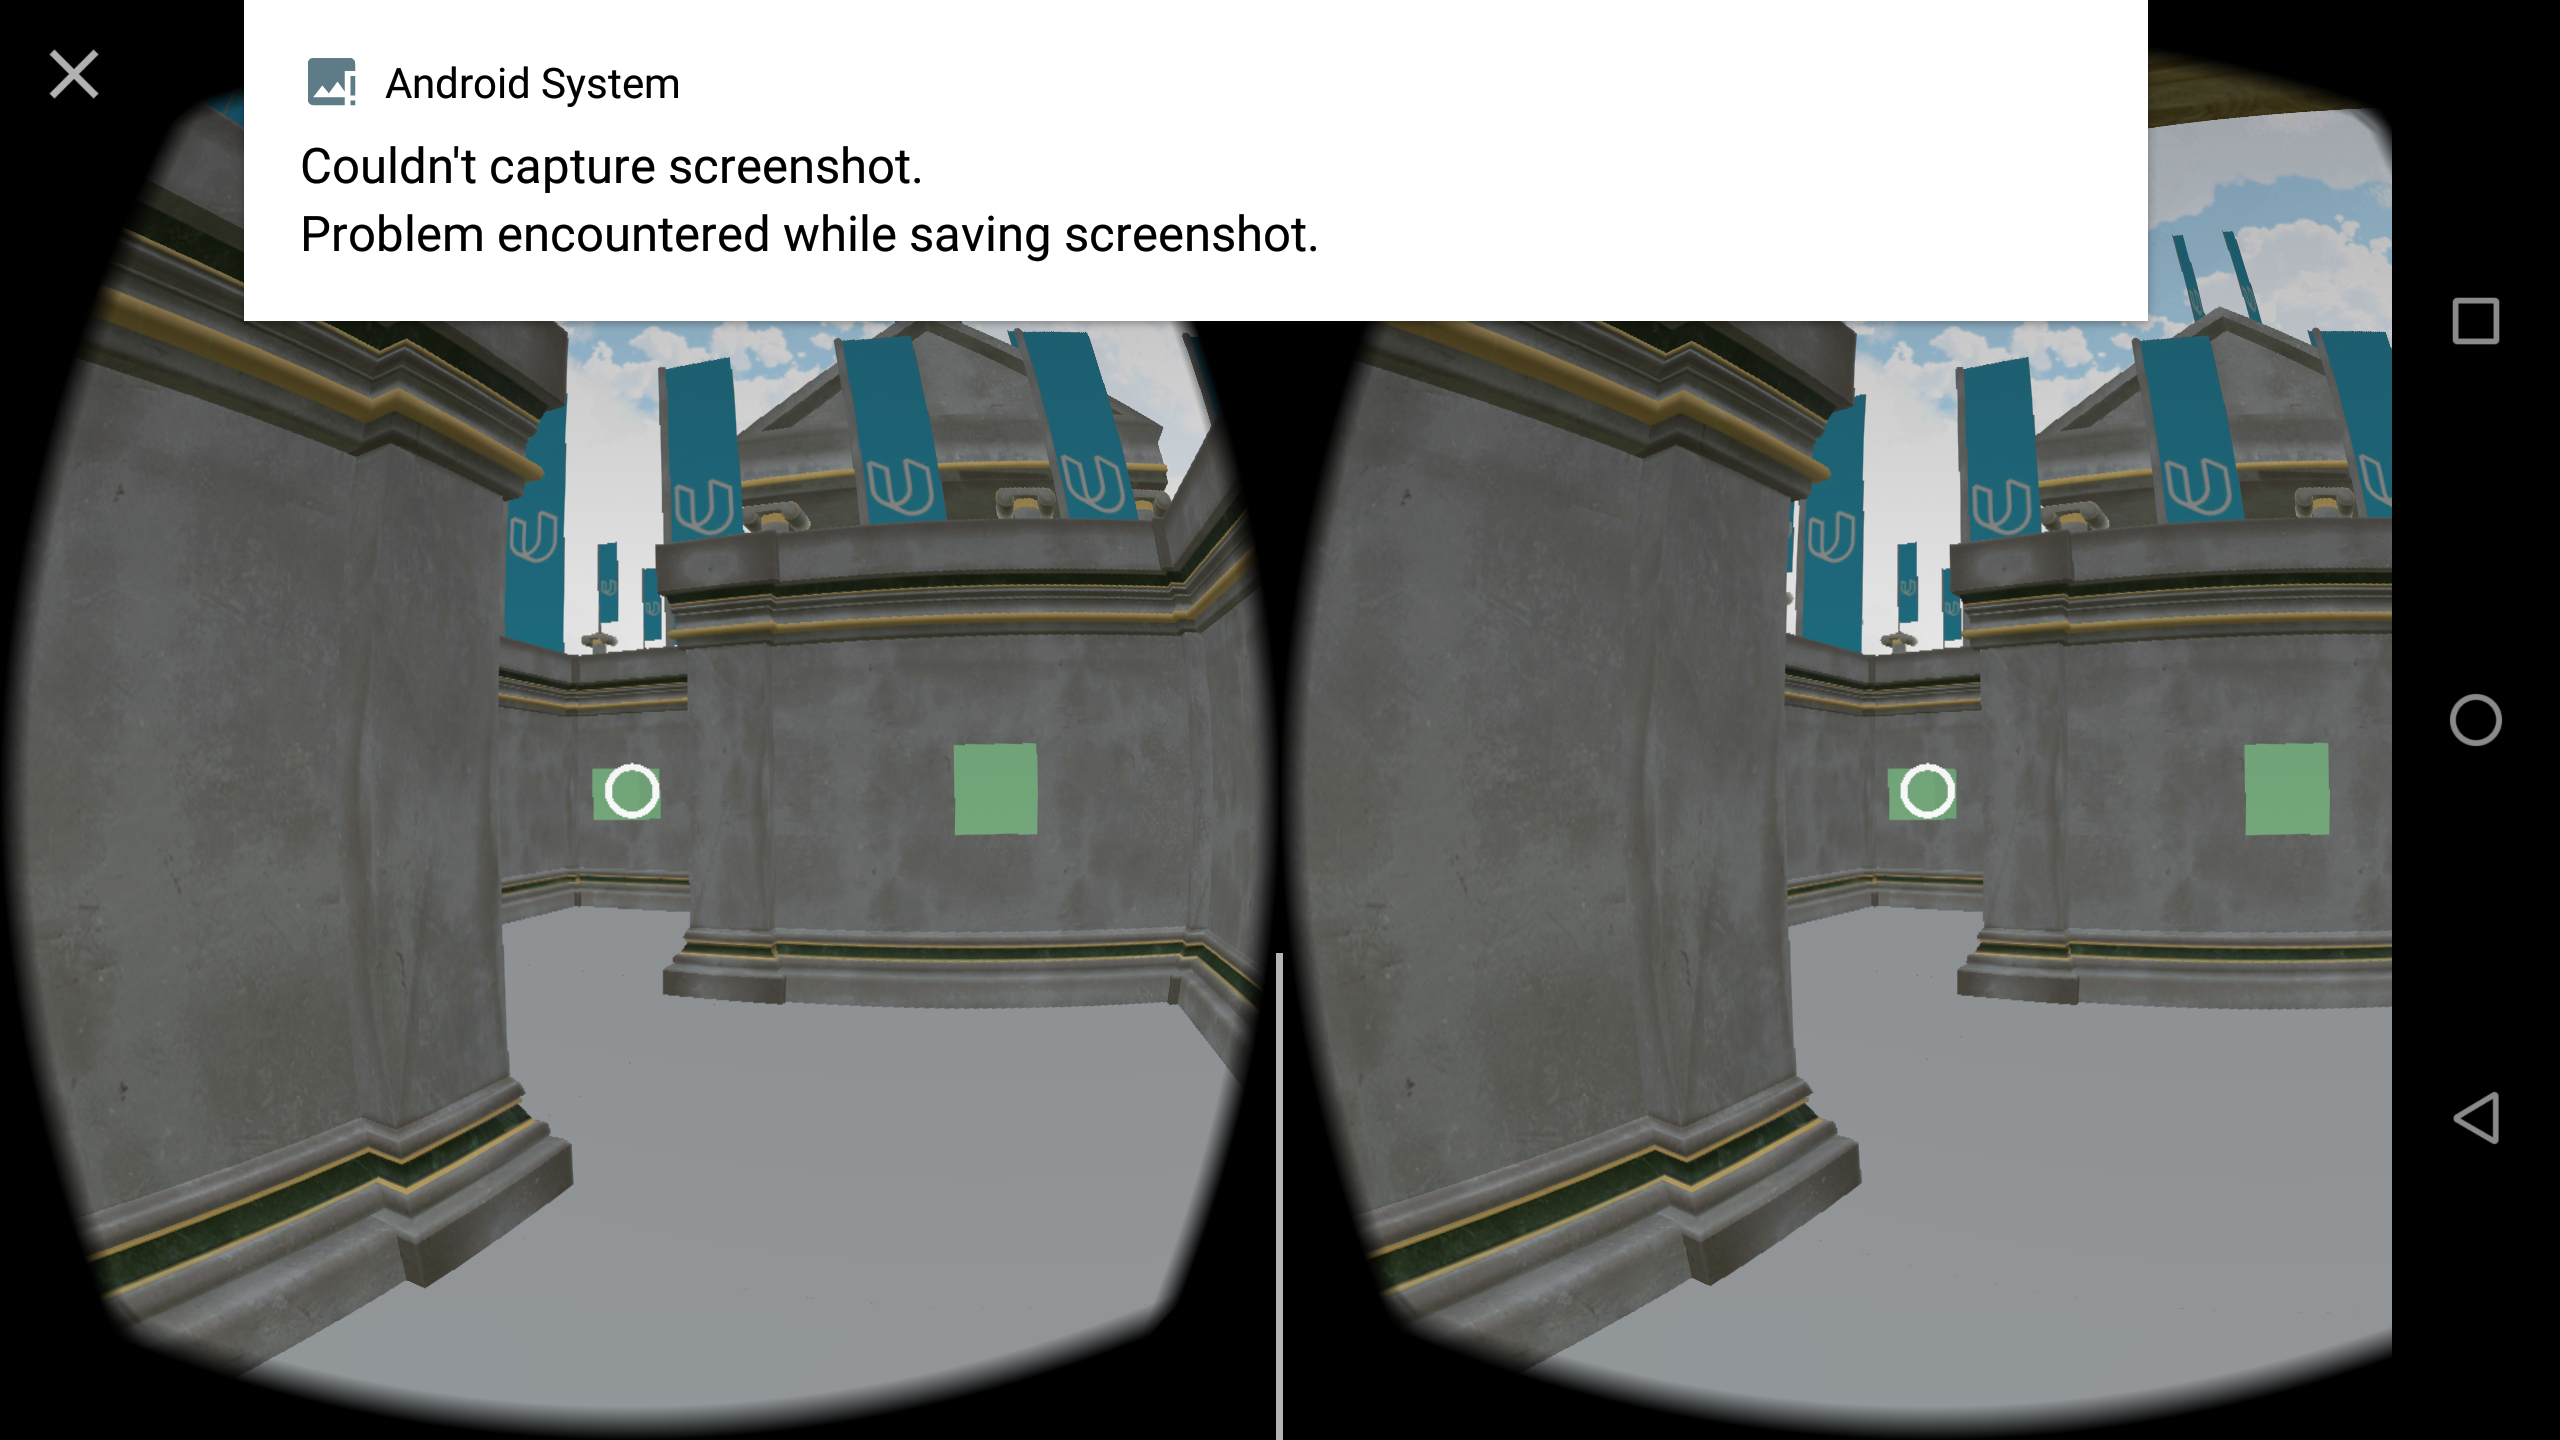 Android System
Couldn't capture screenshot.
Problem encountered while saving screenshot.